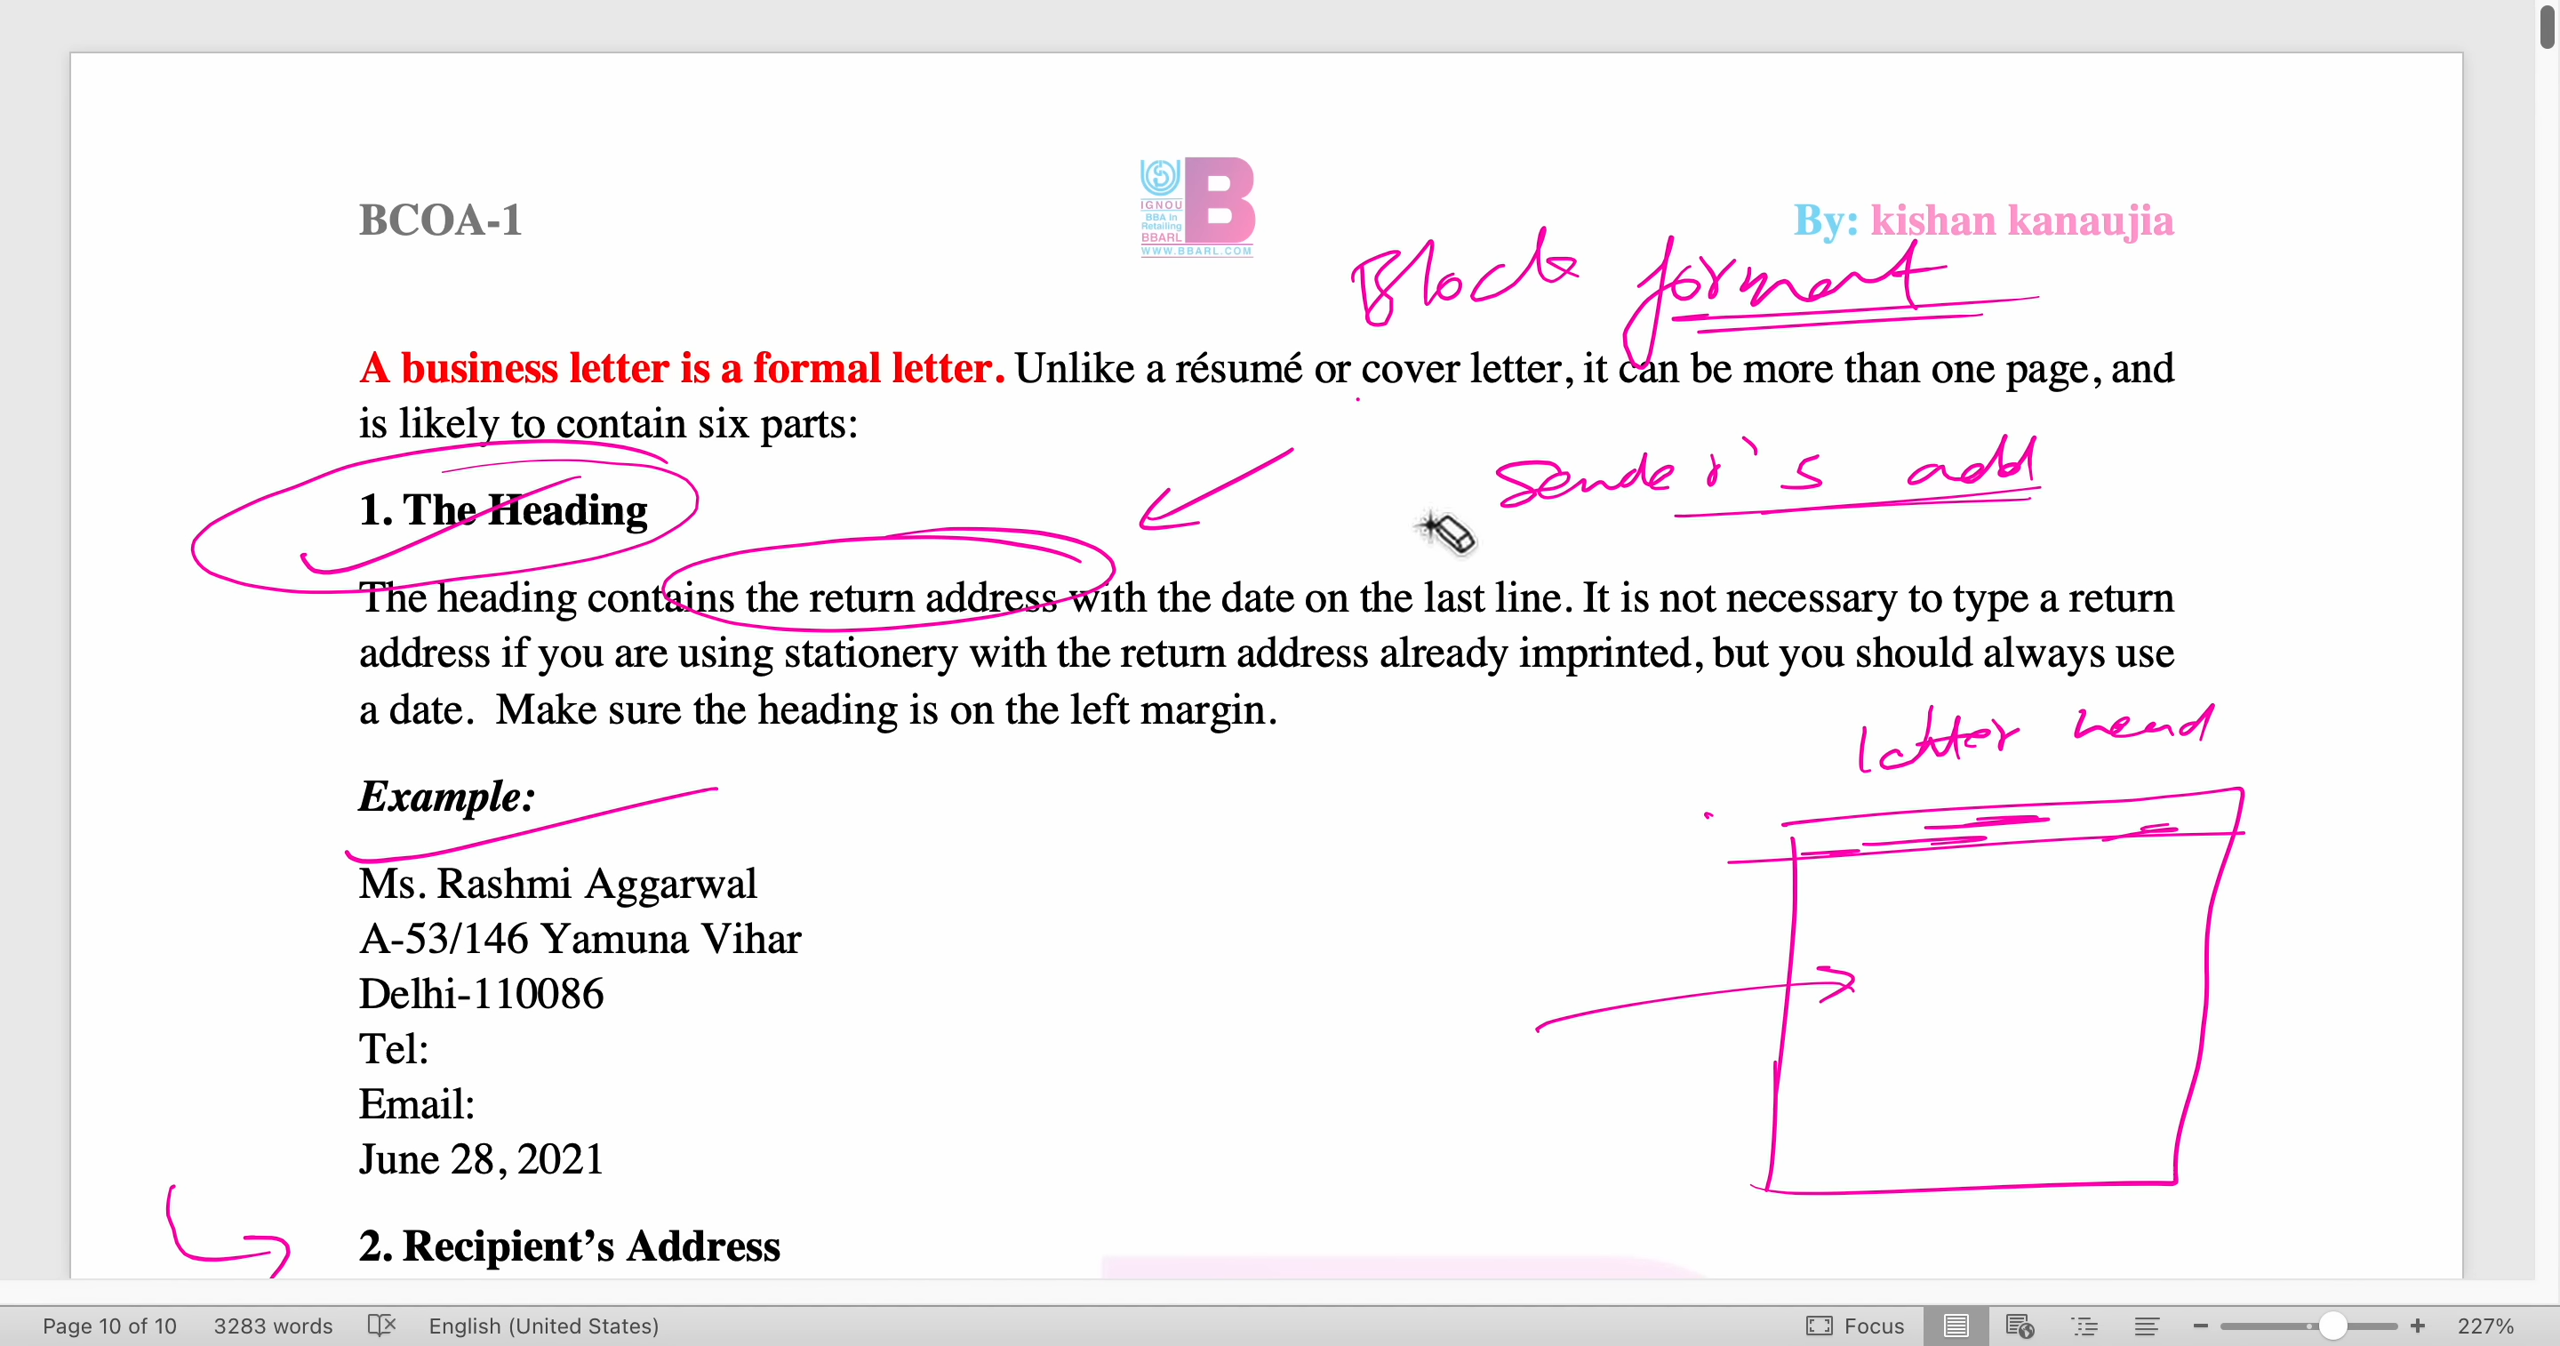 BCOA-1
IGNOU
BBA in
Retailing
BBARL
B
WWW.BBARL.COM
By: kishan kanaujia
Block format
A business letter is a formal letter. Unlike a résumé or cover letter, it can be more than one page, and
is likely to contain six parts:
Sender's add
1. The Heading
The heading contains the return address with the date on the last line. It is not necessary to type a return
address if you are using stationery with the return address already imprinted, but you should always use
a date.  Make sure the heading is on the left margin.
letter head
Example:
Ms. Rashmi Aggarwal
A-53/146 Yamuna Vihar
Delhi-110086
Tel:
Email:
June 28, 2021
2. Recipient’s Address
Page 10 of 10 3283 words English (United States) Focus 227%